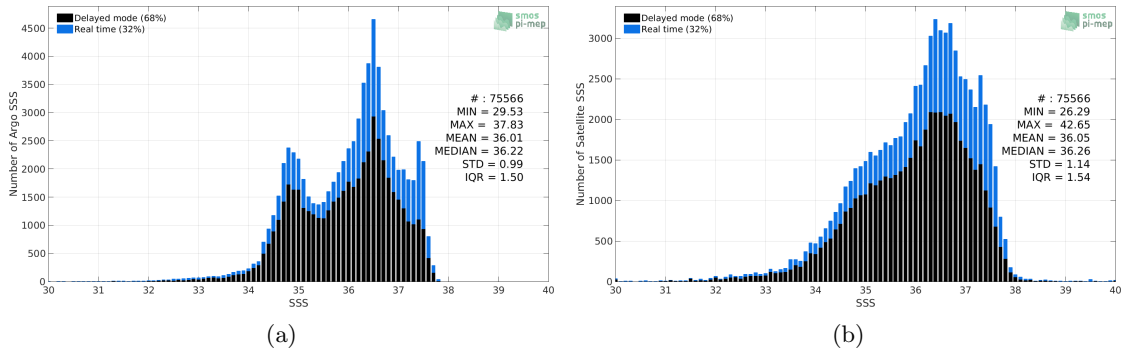 Delayed mode (68%)
Real time (32%)
smos
pi-mep
4500
4000
3500
3000
2500
2000
1500
1000
500
0
Number of Argo SSS
# : 75566
MIN = 29.53
MAX = 37.83
MEAN = 36.01
MEDIAN = 36.22
STD = 0.99
IQR = 1.50
30 31 32 33 34 35 36 37 38 39 40
SSS
(a)
Delayed mode (68%)
Real time (32%)
smos
pi-mep
3000
2500
2000
1500
1000
500
0
Number of Satellite SSS
# : 75566
MIN = 26.29
MAX = 42.65
MEAN = 36.05
MEDIAN = 36.26
STD = 1.14
IQR = 1.54
30 31 32 33 34 35 36 37 38 39 40
SSS
(b)